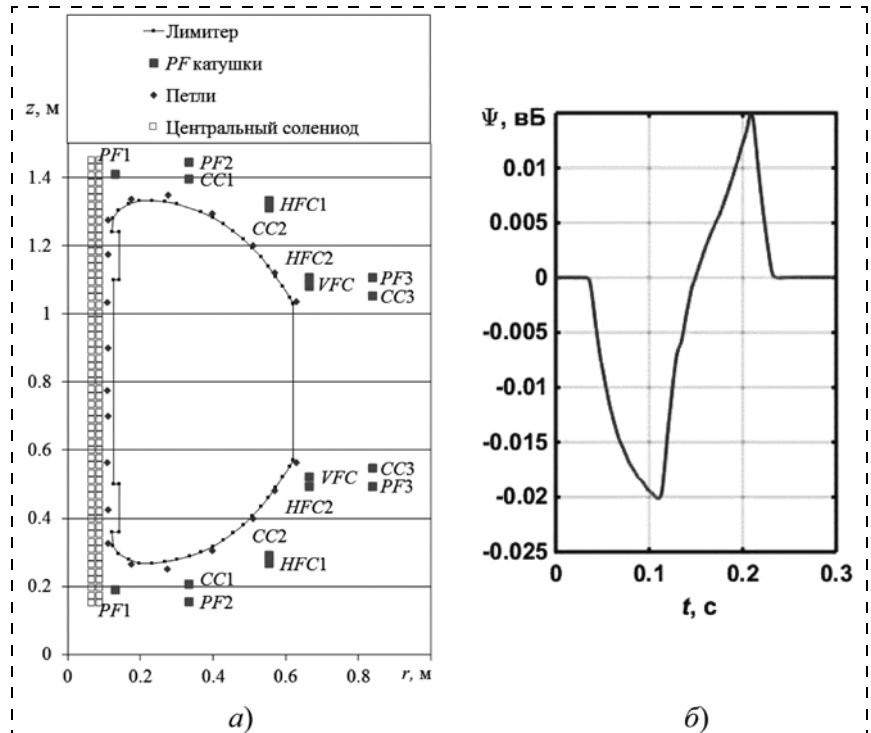 Лимитер
PF катушки
Петли
Центральный солениод
z, м
PF1
PF2
CC1
HFC1
CC2
HFC2
VFC
PF3
CC3
1.4
1.2
1
0.8
0.6
0.4
0.2
0
CC3
VFC
PF3
HFC2
CC2
HFC1
CC1
PF1
PF2
0
0.2
0.4
0.6
0.8
r, м
а)
Ψ, вБ
0.01
0.005
0
-0.005
-0.01
-0.015
-0.02
-0.025
0
0.1
0.2
0.3
t, с
б)